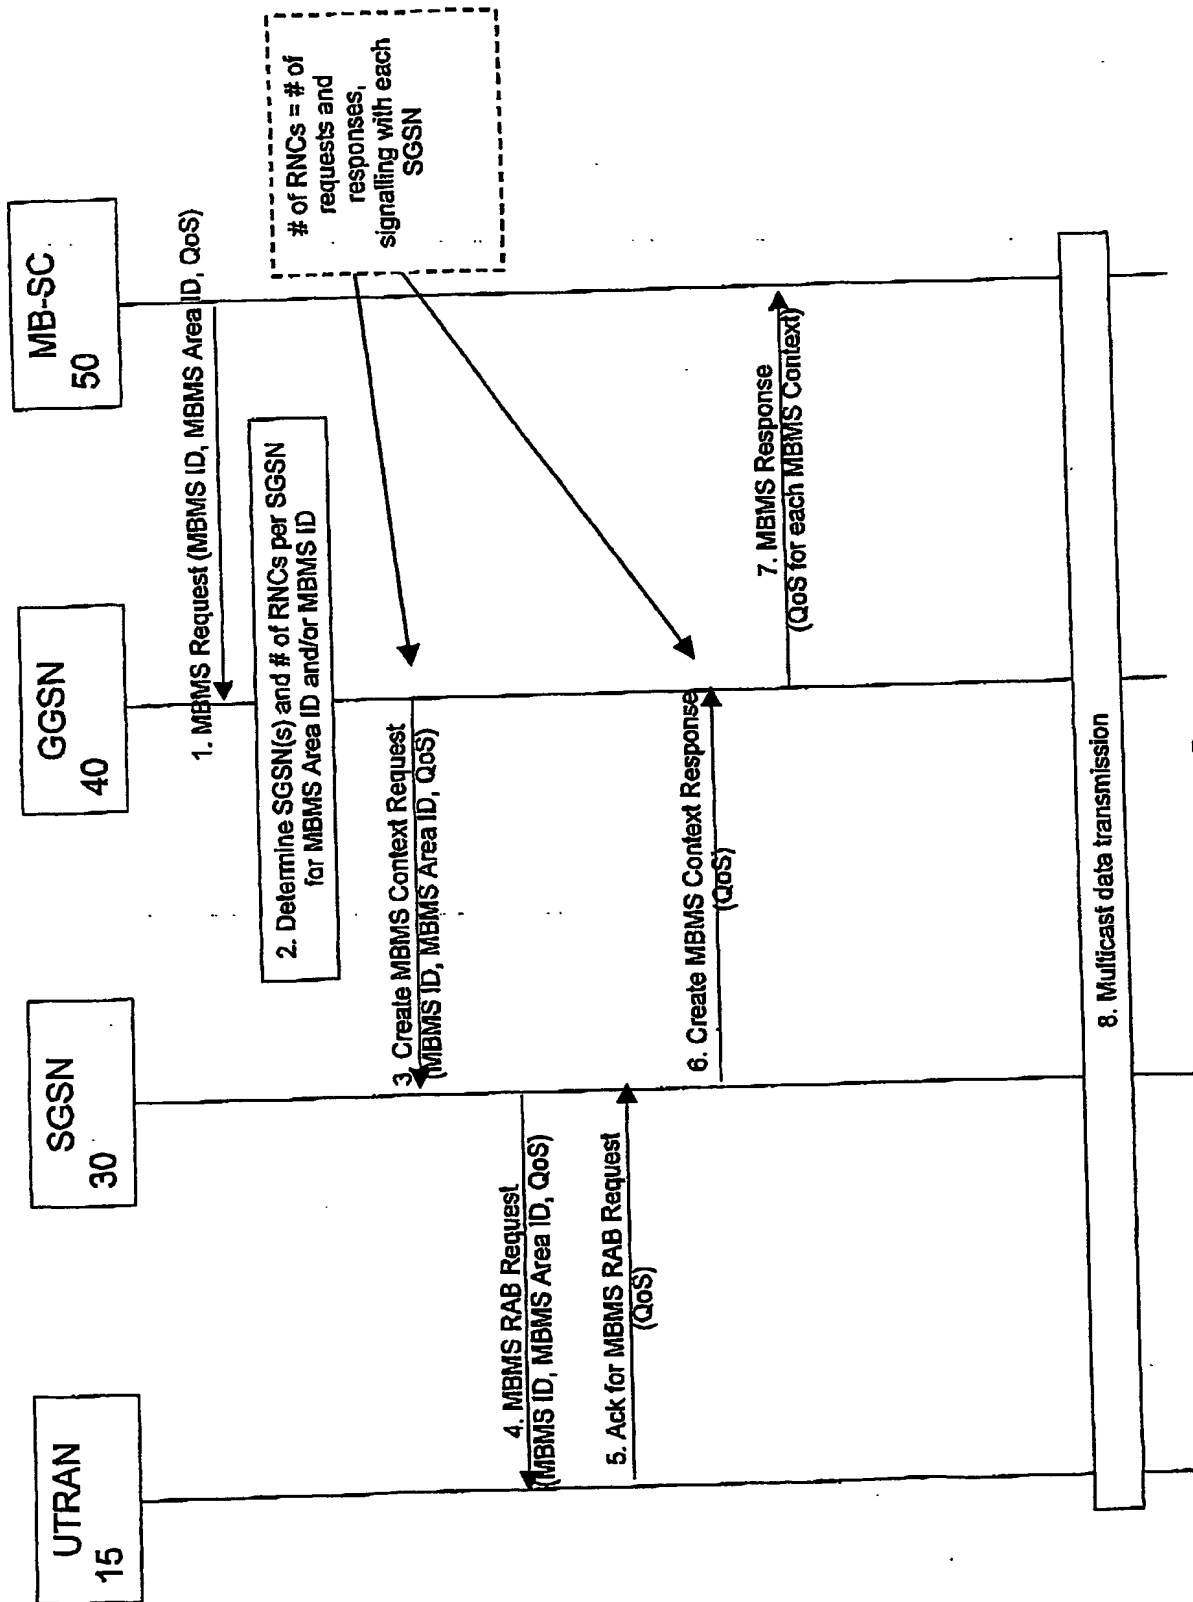 UTRAN
15
SGSN
30
GGSN
40
MB-SC
50
1. MBMS Request (MBMS ID, MBMS Area ID, QoS)
2. Determine SGSN(s) and # of RNCs per SGSN
for MBMS Area ID and/or MBMS ID
# of RNCs = # of
requests and
responses,
signalling with each
SGSN
3. Create MBMS Context Request
(MBMS ID, MBMS Area ID, QoS)
4. MBMS RAB Request
(MBMS ID, MBMS Area ID, QoS)
5. Ack for MBMS RAB Request
(QoS)
6. Create MBMS Context Response
(QoS)
7. MBMS Response
(QoS for each MBMS Context)
8. Multicast data transmission